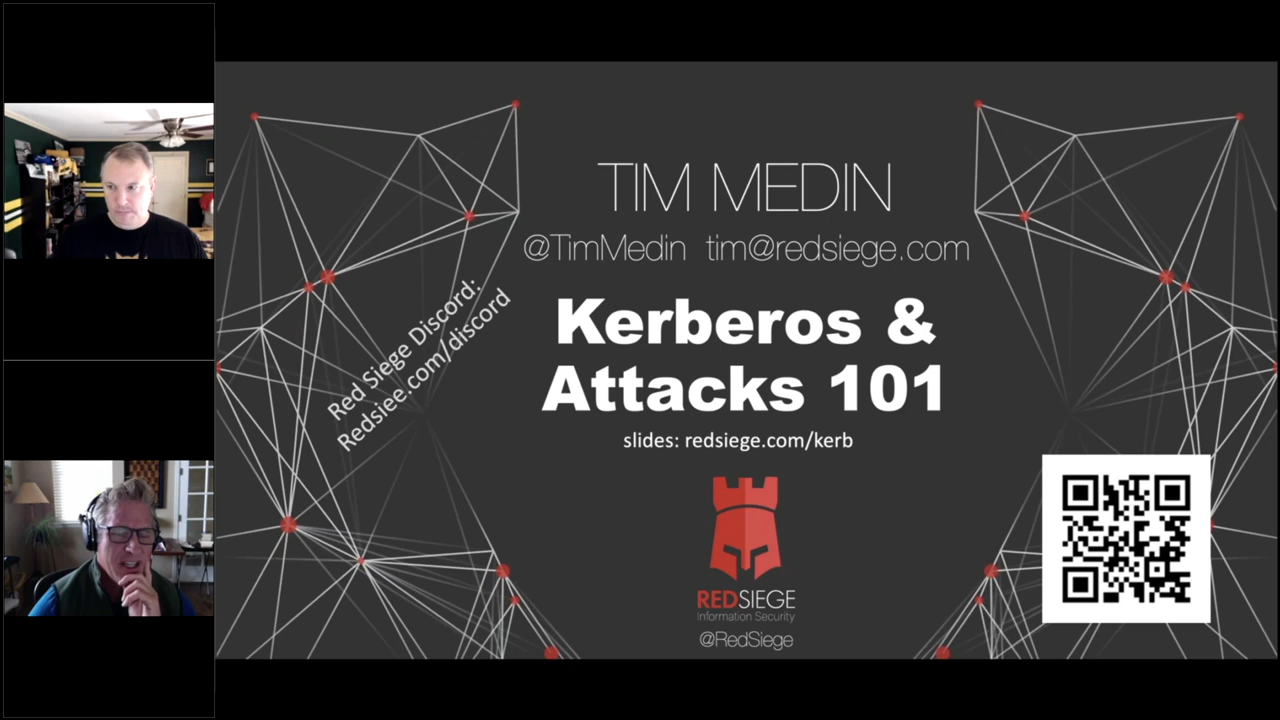 TIM MEDIN
@TimMedin tim@redsiege.com
Red Siege Discord:
Redsiee.com/discord
Kerberos &
Attacks 101
slides: redsiege.com/kerb
REDSIEGE
Information Security
@RedSiege